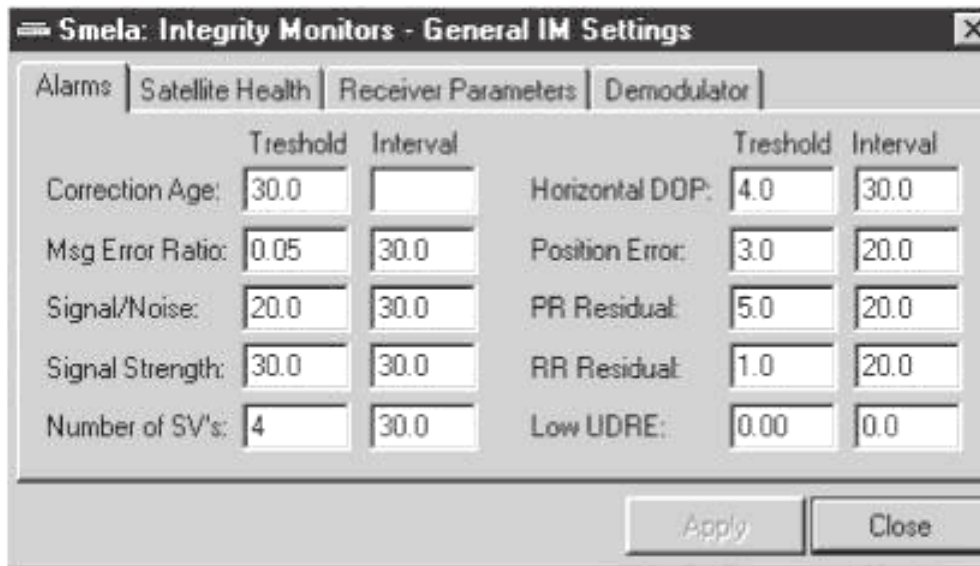 Smela: Integrity Monitors - General IM Settings
Alarms Satellite Health Receiver Parameters Demodulator
Treshold Interval Treshold Interval
Correction Age: 30.0 Horizontal DOP: 4.0 30.0
Msg Error Ratio: 0.05 30.0 Position Error: 3.0 20.0
Signal/Noise: 20.0 30.0 PR Residual: 5.0 20.0
Signal Strength: 30.0 30.0 RR Residual: 1.0 20.0
Number of SV's: 4 30.0 Low UDRE: 0.00 0.0
Apply Close